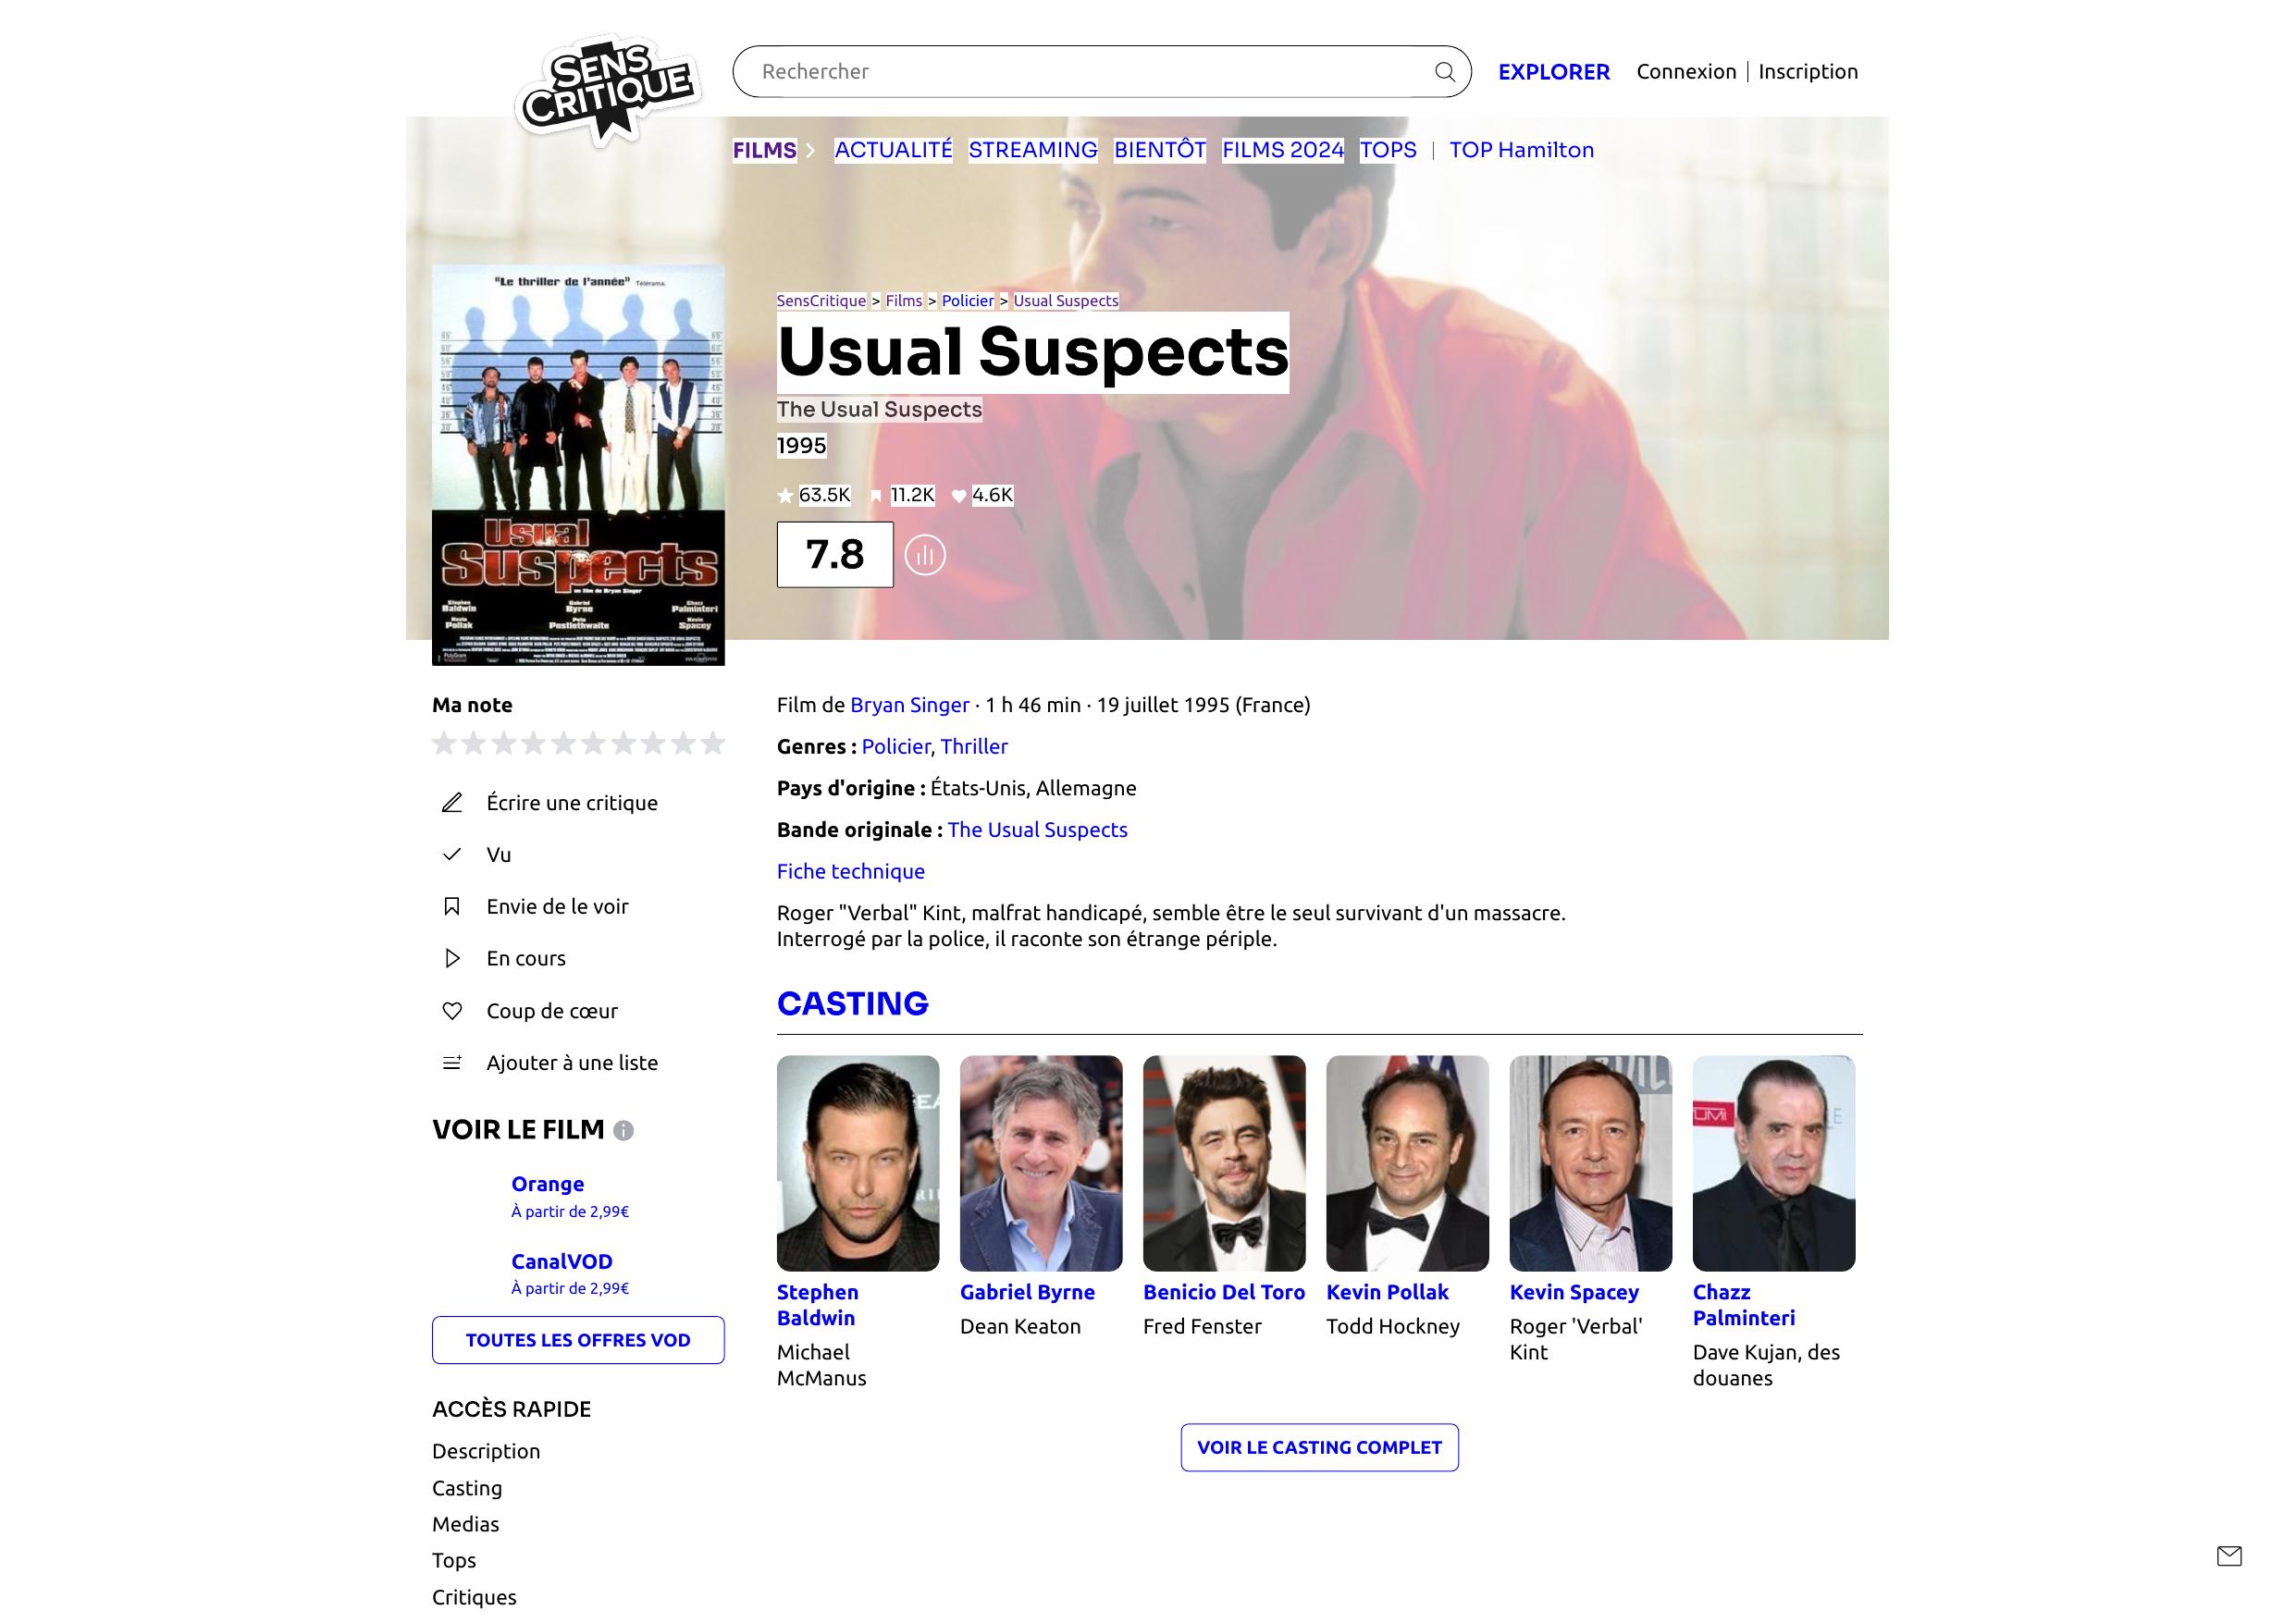 SENS
CRITIQUE
Rechercher
EXPLORER
Connexion | Inscription
FILMS
ACTUALITÉ
STREAMING
BIENTÔT
FILMS 2024
TOPS | TOP Hamilton
"Le thriller de l'année" Télérama.
Usual
Suspects
un film de Bryan Singer
Stephen Baldwin
Gabriel Byrne
Chazz Palminteri
Kevin Pollak
Pete Postlethwaite
Kevin Spacey
SensCritique > Films > Policier > Usual Suspects
Usual Suspects
The Usual Suspects
1995
63.5K 11.2K 4.6K
7.8
Ma note
Écrire une critique
Vu
Envie de le voir
En cours
Coup de cœur
Ajouter à une liste
VOIR LE FILM
Orange
À partir de 2,99€
CanalVOD
À partir de 2,99€
TOUTES LES OFFRES VOD
ACCÈS RAPIDE
Description
Casting
Medias
Tops
Critiques
Film de Bryan Singer · 1 h 46 min · 19 juillet 1995 (France)
Genres : Policier, Thriller
Pays d'origine : États-Unis, Allemagne
Bande originale : The Usual Suspects
Fiche technique
Roger "Verbal" Kint, malfrat handicapé, semble être le seul survivant d'un massacre.
Interrogé par la police, il raconte son étrange périple.
CASTING
Stephen
Baldwin
Michael
McManus
Gabriel Byrne
Dean Keaton
Benicio Del Toro
Fred Fenster
Kevin Pollak
Todd Hockney
Kevin Spacey
Roger 'Verbal'
Kint
Chazz
Palminteri
Dave Kujan, des
douanes
VOIR LE CASTING COMPLET